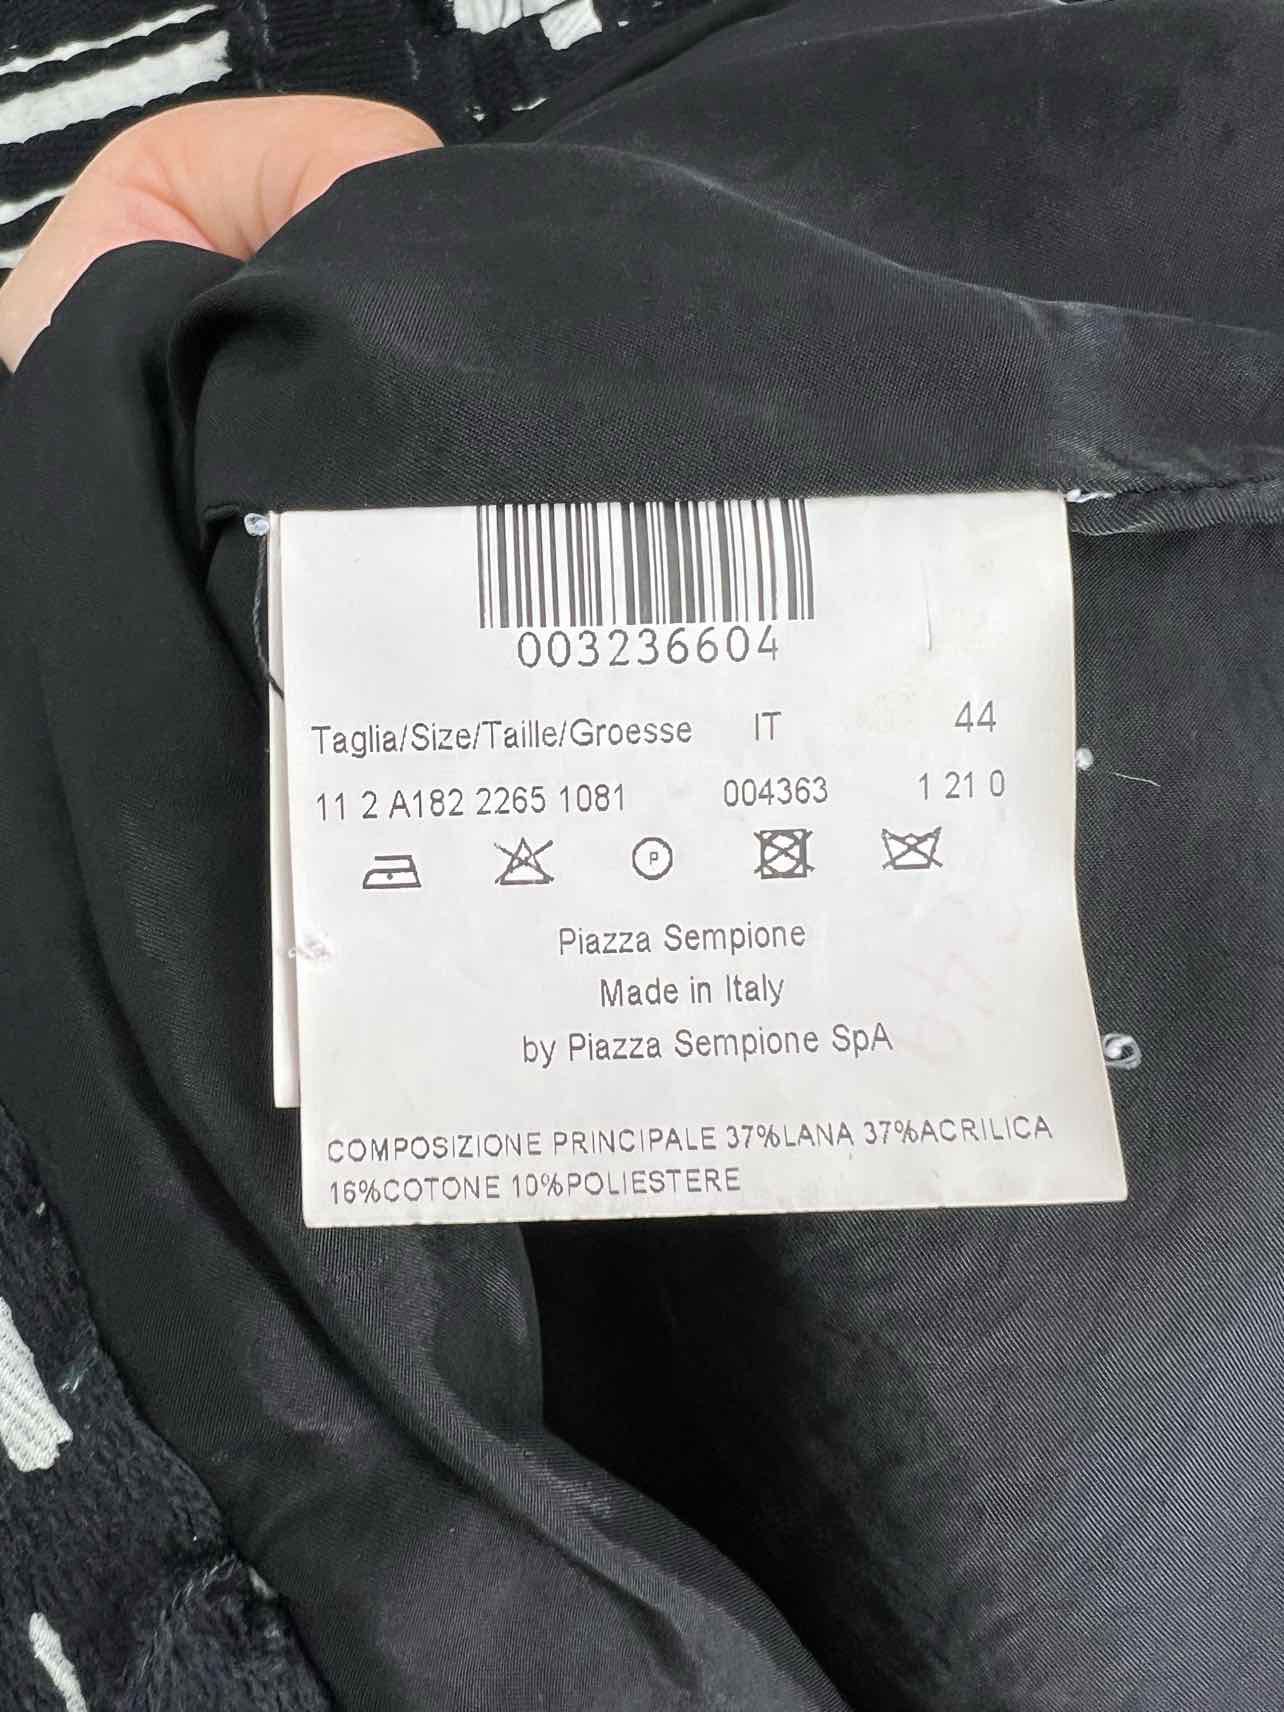 003236604
Taglia/Size/Taille/Groesse IT 44
11 2 A182 2265 1081 004363 1 21 0
P
Piazza Sempione
Made in Italy
by Piazza Sempione SpA
COMPOSIZIONE PRINCIPALE 37%LANA 37%ACRILICA
16%COTONE 10%POLIESTERE